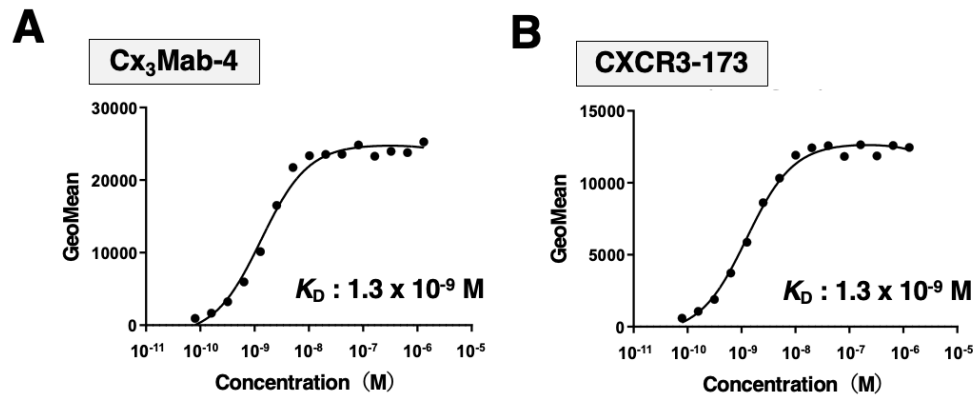 A
Cx₃Mab-4
30000
20000
10000
0
GeoMean
K_D : 1.3 x 10⁻⁹ M
10⁻¹¹ 10⁻¹⁰ 10⁻⁹ 10⁻⁸ 10⁻⁷ 10⁻⁶ 10⁻⁵
Concentration (M)
B
CXCR3-173
15000
10000
5000
0
GeoMean
K_D : 1.3 x 10⁻⁹ M
10⁻¹¹ 10⁻¹⁰ 10⁻⁹ 10⁻⁸ 10⁻⁷ 10⁻⁶ 10⁻⁵
Concentration (M)